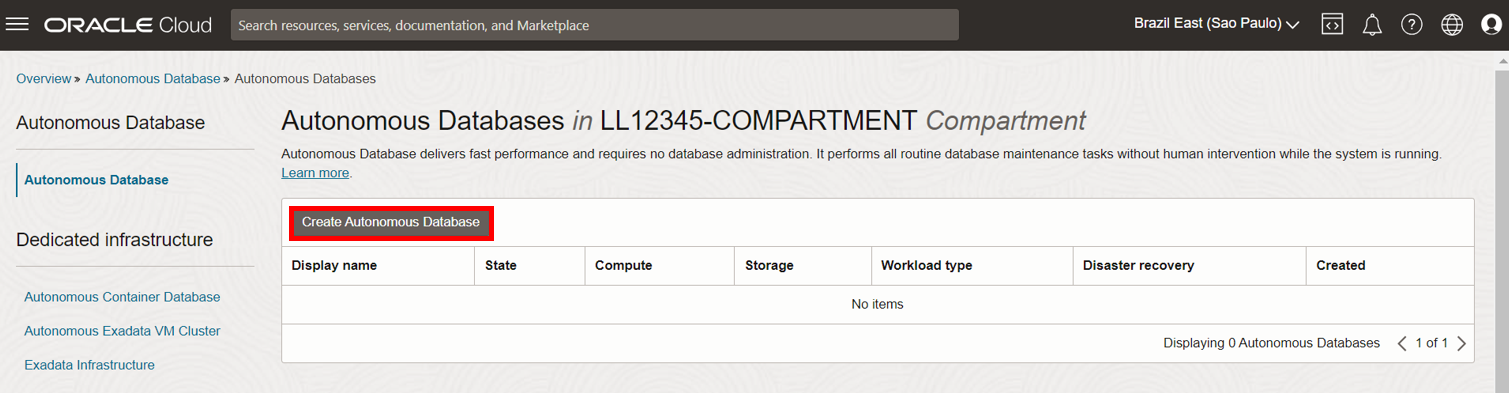 ORACLE Cloud
Search resources, services, documentation, and Marketplace
Brazil East (Sao Paulo)
Overview » Autonomous Database » Autonomous Databases
Autonomous Database
Autonomous Database
Dedicated infrastructure
Autonomous Container Database
Autonomous Exadata VM Cluster
Exadata Infrastructure
Autonomous Databases in LL12345-COMPARTMENT Compartment
Autonomous Database delivers fast performance and requires no database administration. It performs all routine database maintenance tasks without human intervention while the system is running.
Learn more.
Create Autonomous Database
Display name State Compute Storage Workload type Disaster recovery Created
No items
Displaying 0 Autonomous Databases < 1 of 1 >